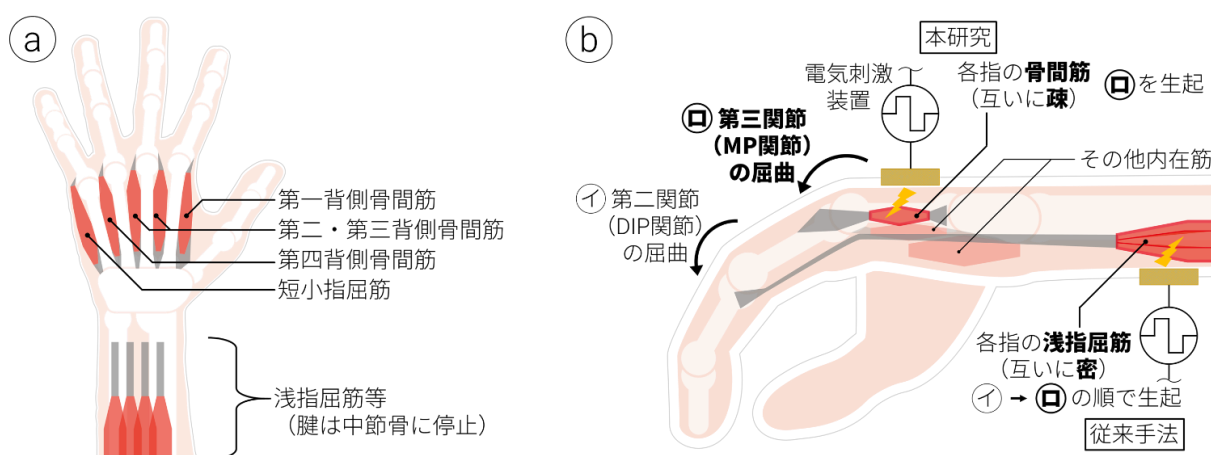 a
第一背側骨間筋
第二・第三背側骨間筋
第四背側骨間筋
短小指屈筋
浅指屈筋等
（腱は中節骨に停止）
b
本研究
電気刺激
装置
各指の骨間筋
（互いに疎）
ロを生起
ロ 第三関節
（MP関節）
の屈曲
その他内在筋
イ 第二関節
（DIP関節）
の屈曲
各指の浅指屈筋
（互いに密）
イ → ロ の順で生起
従来手法